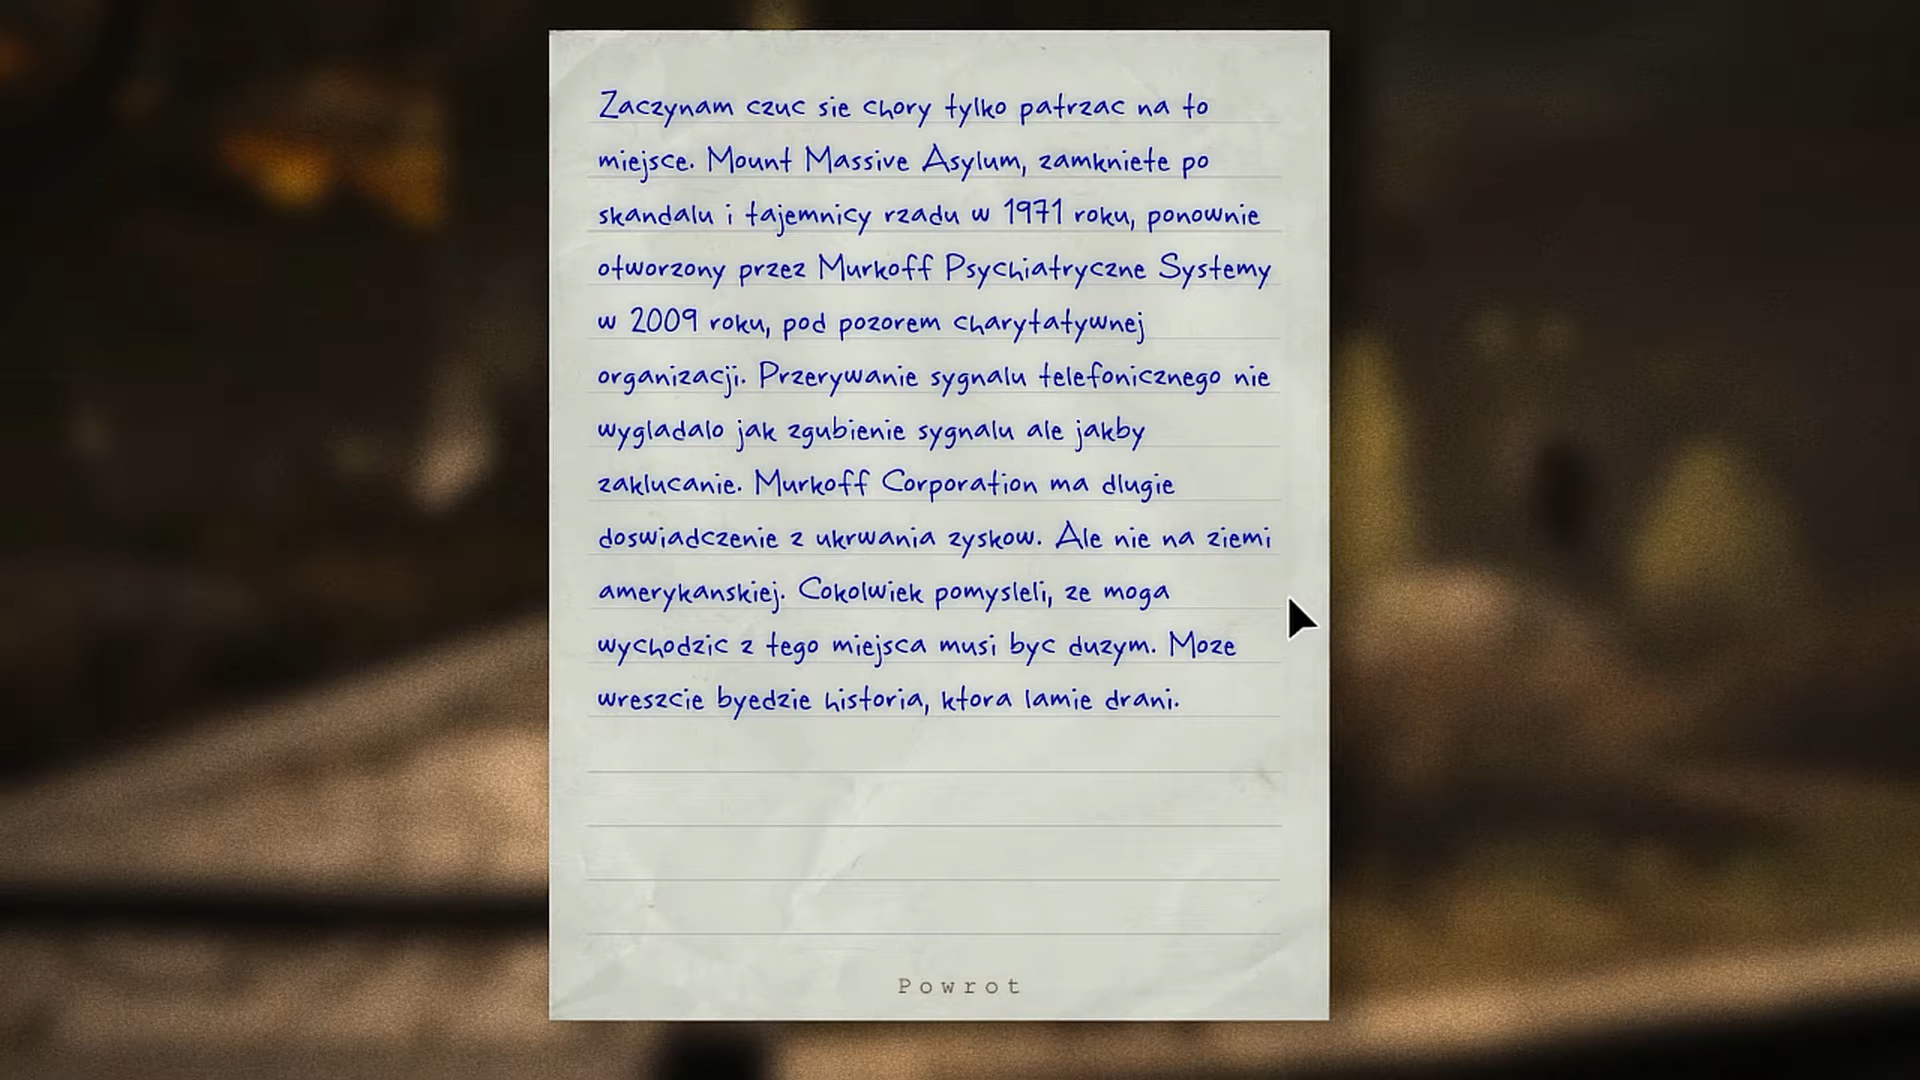 Zaczynam czuc sie chory tylko patrzac na to
miejsce. Mount Massive Asylum, zamkniete po
skandalu i tajemnicy rzadu w 1971 roku, ponownie
otworzony przez Murkoff Psychiatryczne Systemy
w 2009 roku, pod pozorem charytatywnej
organizacji. Przerywanie sygnalu telefonicznego nie
wygladalo jak zgubienie sygnalu ale jakby
zaklucanie. Murkoff Corporation ma dlugie
doswiadczenie z ukrwania zyskow. Ale nie na ziemi
amerykanskiej. Cokolwiek pomysleli, ze moga
wychodzic z tego miejsca musi byc duzym. Moze
wreszcie byedzie historia, ktora lamie drani.
Powrot